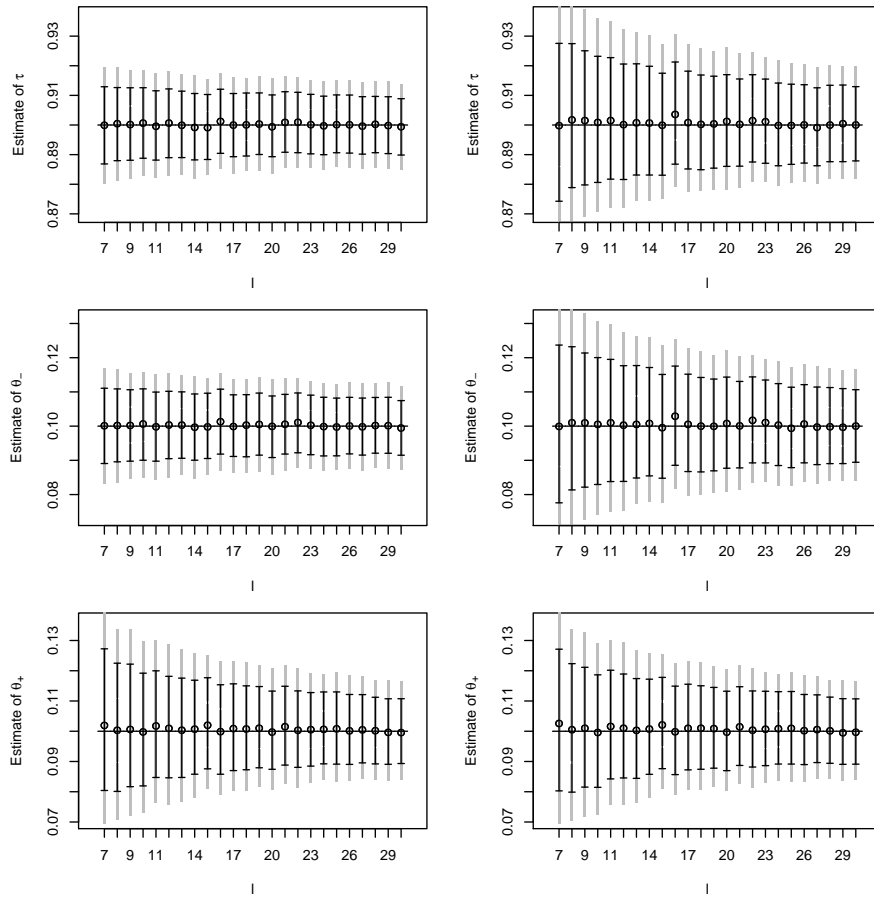 Estimate of τ
0.87 0.89 0.91 0.93
7 9 11 14 17 20 23 26 29
l
Estimate of τ
0.87 0.89 0.91 0.93
7 9 11 14 17 20 23 26 29
l
Estimate of θ₋
0.08 0.10 0.12
7 9 11 14 17 20 23 26 29
l
Estimate of θ₋
0.08 0.10 0.12
7 9 11 14 17 20 23 26 29
l
Estimate of θ₊
0.07 0.09 0.11 0.13
7 9 11 14 17 20 23 26 29
l
Estimate of θ₊
0.07 0.09 0.11 0.13
7 9 11 14 17 20 23 26 29
l